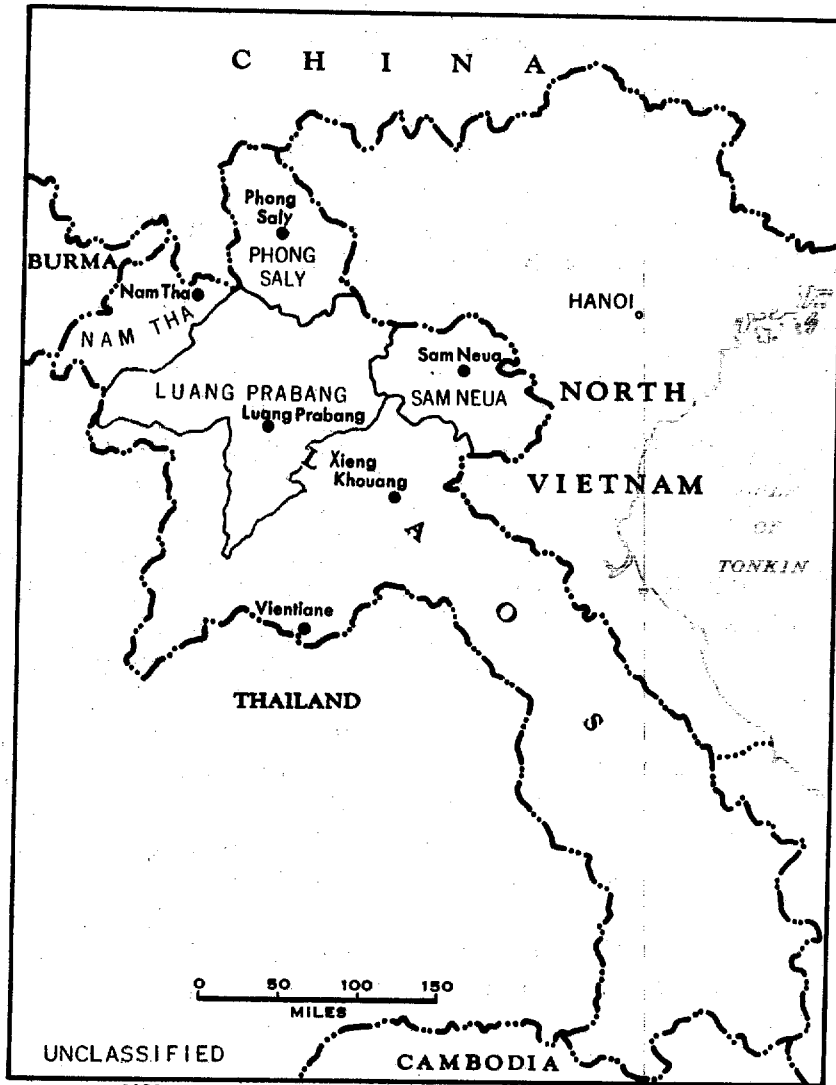 C H I N A
Phong
Saly
PHONG
SALY
BURMA
Nam Tha
NAM THA
HANOI
Sam Neua
SAM NEUA
NORTH
VIETNAM
LUANG PRABANG
Luang Prabang
Xieng
Khouang
A
O
S
OF
TONKIN
Vientiane
THAILAND
0 50 100 150
MILES
UNCLASSIFIED
CAMBODIA